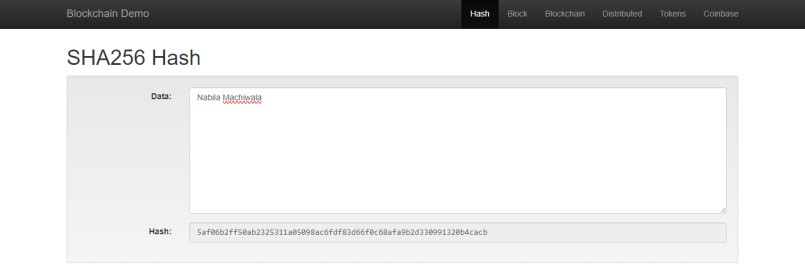 Blockchain Demo Hash Block Blockchain Distributed Tokens Coinbase
SHA256 Hash
Data: Nabila Machiwala
Hash: 5af06b2ff50ab2325311a05098ac6fdf83d66f0c68afa9b2d330991320b4cacb